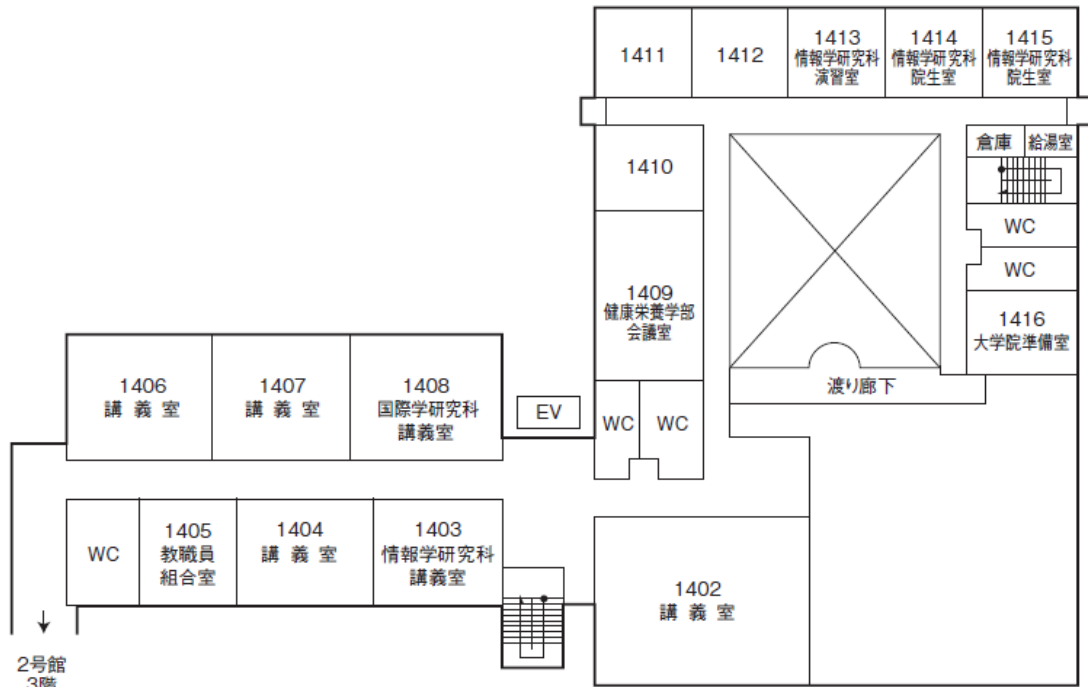 1411
1412
1413
情報学研究科
演習室
1414
情報学研究科
院生室
1415
情報学研究科
院生室
1410
倉庫
給湯室
WC
WC
1409
健康栄養学部
会議室
1416
大学院準備室
渡り廊下
1406
講 義 室
1407
講 義 室
1408
国際学研究科
講義室
EV
WC
WC
WC
1405
教職員
組合室
1404
講 義 室
1403
情報学研究科
講義室
1402
講 義 室
2号館
3階